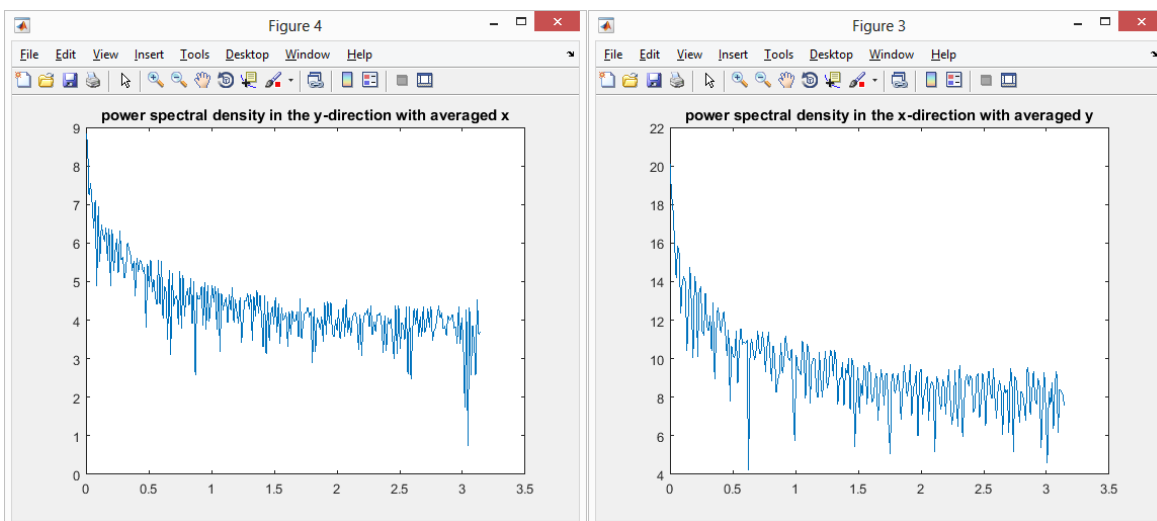 Figure 4
File Edit View Insert Tools Desktop Window Help
power spectral density in the y-direction with averaged x
9
8
7
6
5
4
3
2
1
0
0 0.5 1 1.5 2 2.5 3 3.5
Figure 3
File Edit View Insert Tools Desktop Window Help
power spectral density in the x-direction with averaged y
22
20
18
16
14
12
10
8
6
4
0 0.5 1 1.5 2 2.5 3 3.5